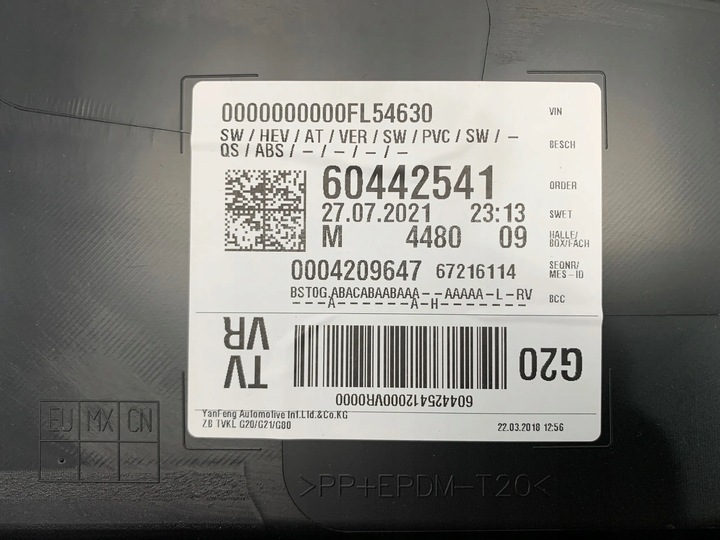 0000000000FL54630 VIN
SW / HEV / AT / VER / SW / PVC / SW / -
QS / ABS / - / - / - / - BESCH
60442541 ORDER
27.07.2021 23:13 SWET
M 4480 09 HALLE/
BOX/FACH
0004209647 67216114 SEQNR/
MES-ID
BSTOG.ABACABAABAAA--AAAAA-L-RV
----A-------A-H------- BCC
TV
VR
G20
604425412000VR0000
YanFeng Automotive Int.Ltd.&Co.KG
ZB TVKL G20/G21/G80 22.03.2018 12:56
EU MX CN
>PP+EPDM-T20<